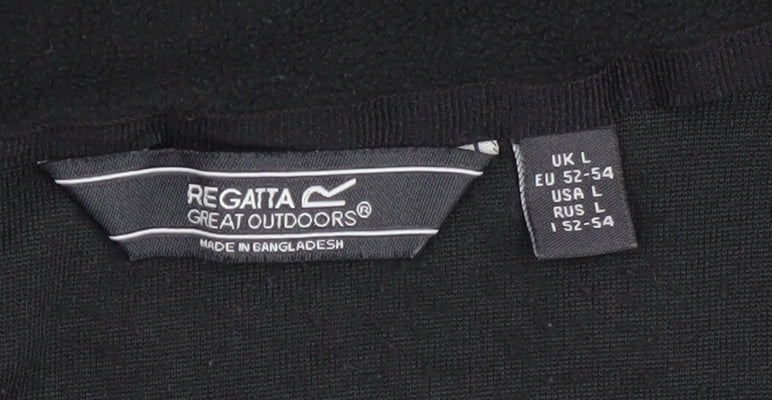 REGATTA
GREAT OUTDOORS®
MADE IN BANGLADESH
UK L
EU 52-54
USA L
RUS L
I 52-54